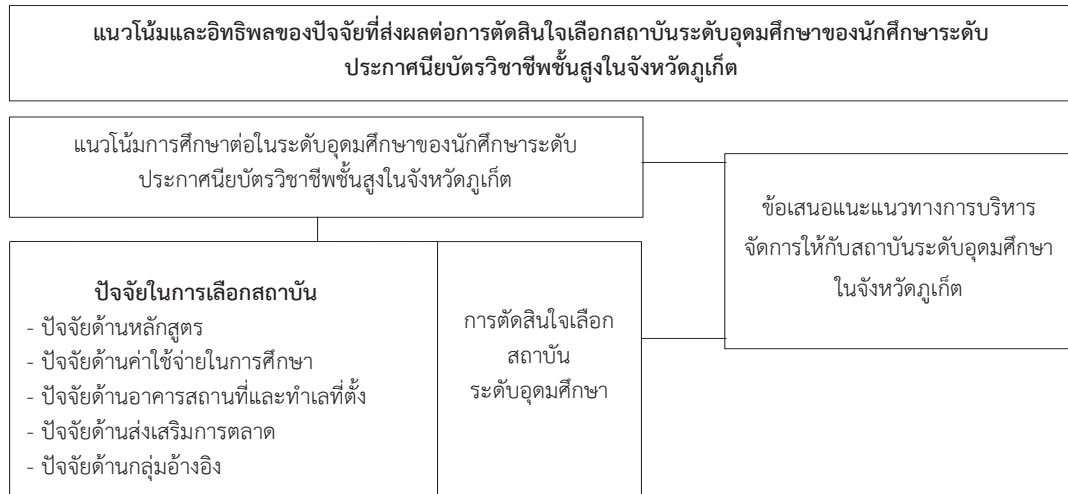 แนวโน้มและอิทธิพลของปัจจัยที่ส่งผลต่อการตัดสินใจเลือกสถาบันระดับอุดมศึกษาของนักศึกษาระดับ
ประกาศนียบัตรวิชาชีพชั้นสูงในจังหวัดภูเก็ต
แนวโน้มการศึกษาต่อในระดับอุดมศึกษาของนักศึกษาระดับ
ประกาศนียบัตรวิชาชีพชั้นสูงในจังหวัดภูเก็ต
ข้อเสนอแนะแนวทางการบริหาร
จัดการให้กับสถาบันระดับอุดมศึกษา
ในจังหวัดภูเก็ต
ปัจจัยในการเลือกสถาบัน
- ปัจจัยด้านหลักสูตร
- ปัจจัยด้านค่าใช้จ่ายในการศึกษา
- ปัจจัยด้านอาคารสถานที่และทำเลที่ตั้ง
- ปัจจัยด้านส่งเสริมการตลาด
- ปัจจัยด้านกลุ่มอ้างอิง
การตัดสินใจเลือก
สถาบัน
ระดับอุดมศึกษา